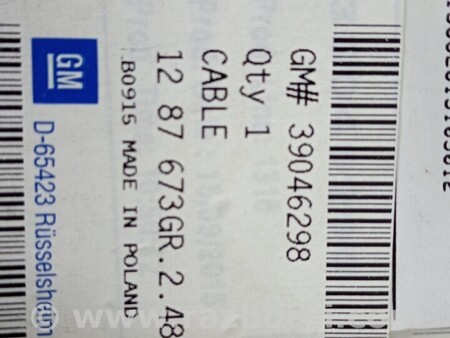 GM# 39046298
Qty 1
CABLE
12 87 673GR.2.48
B0915 MADE IN POLAND
GM
D-65423 Rüsselsheim